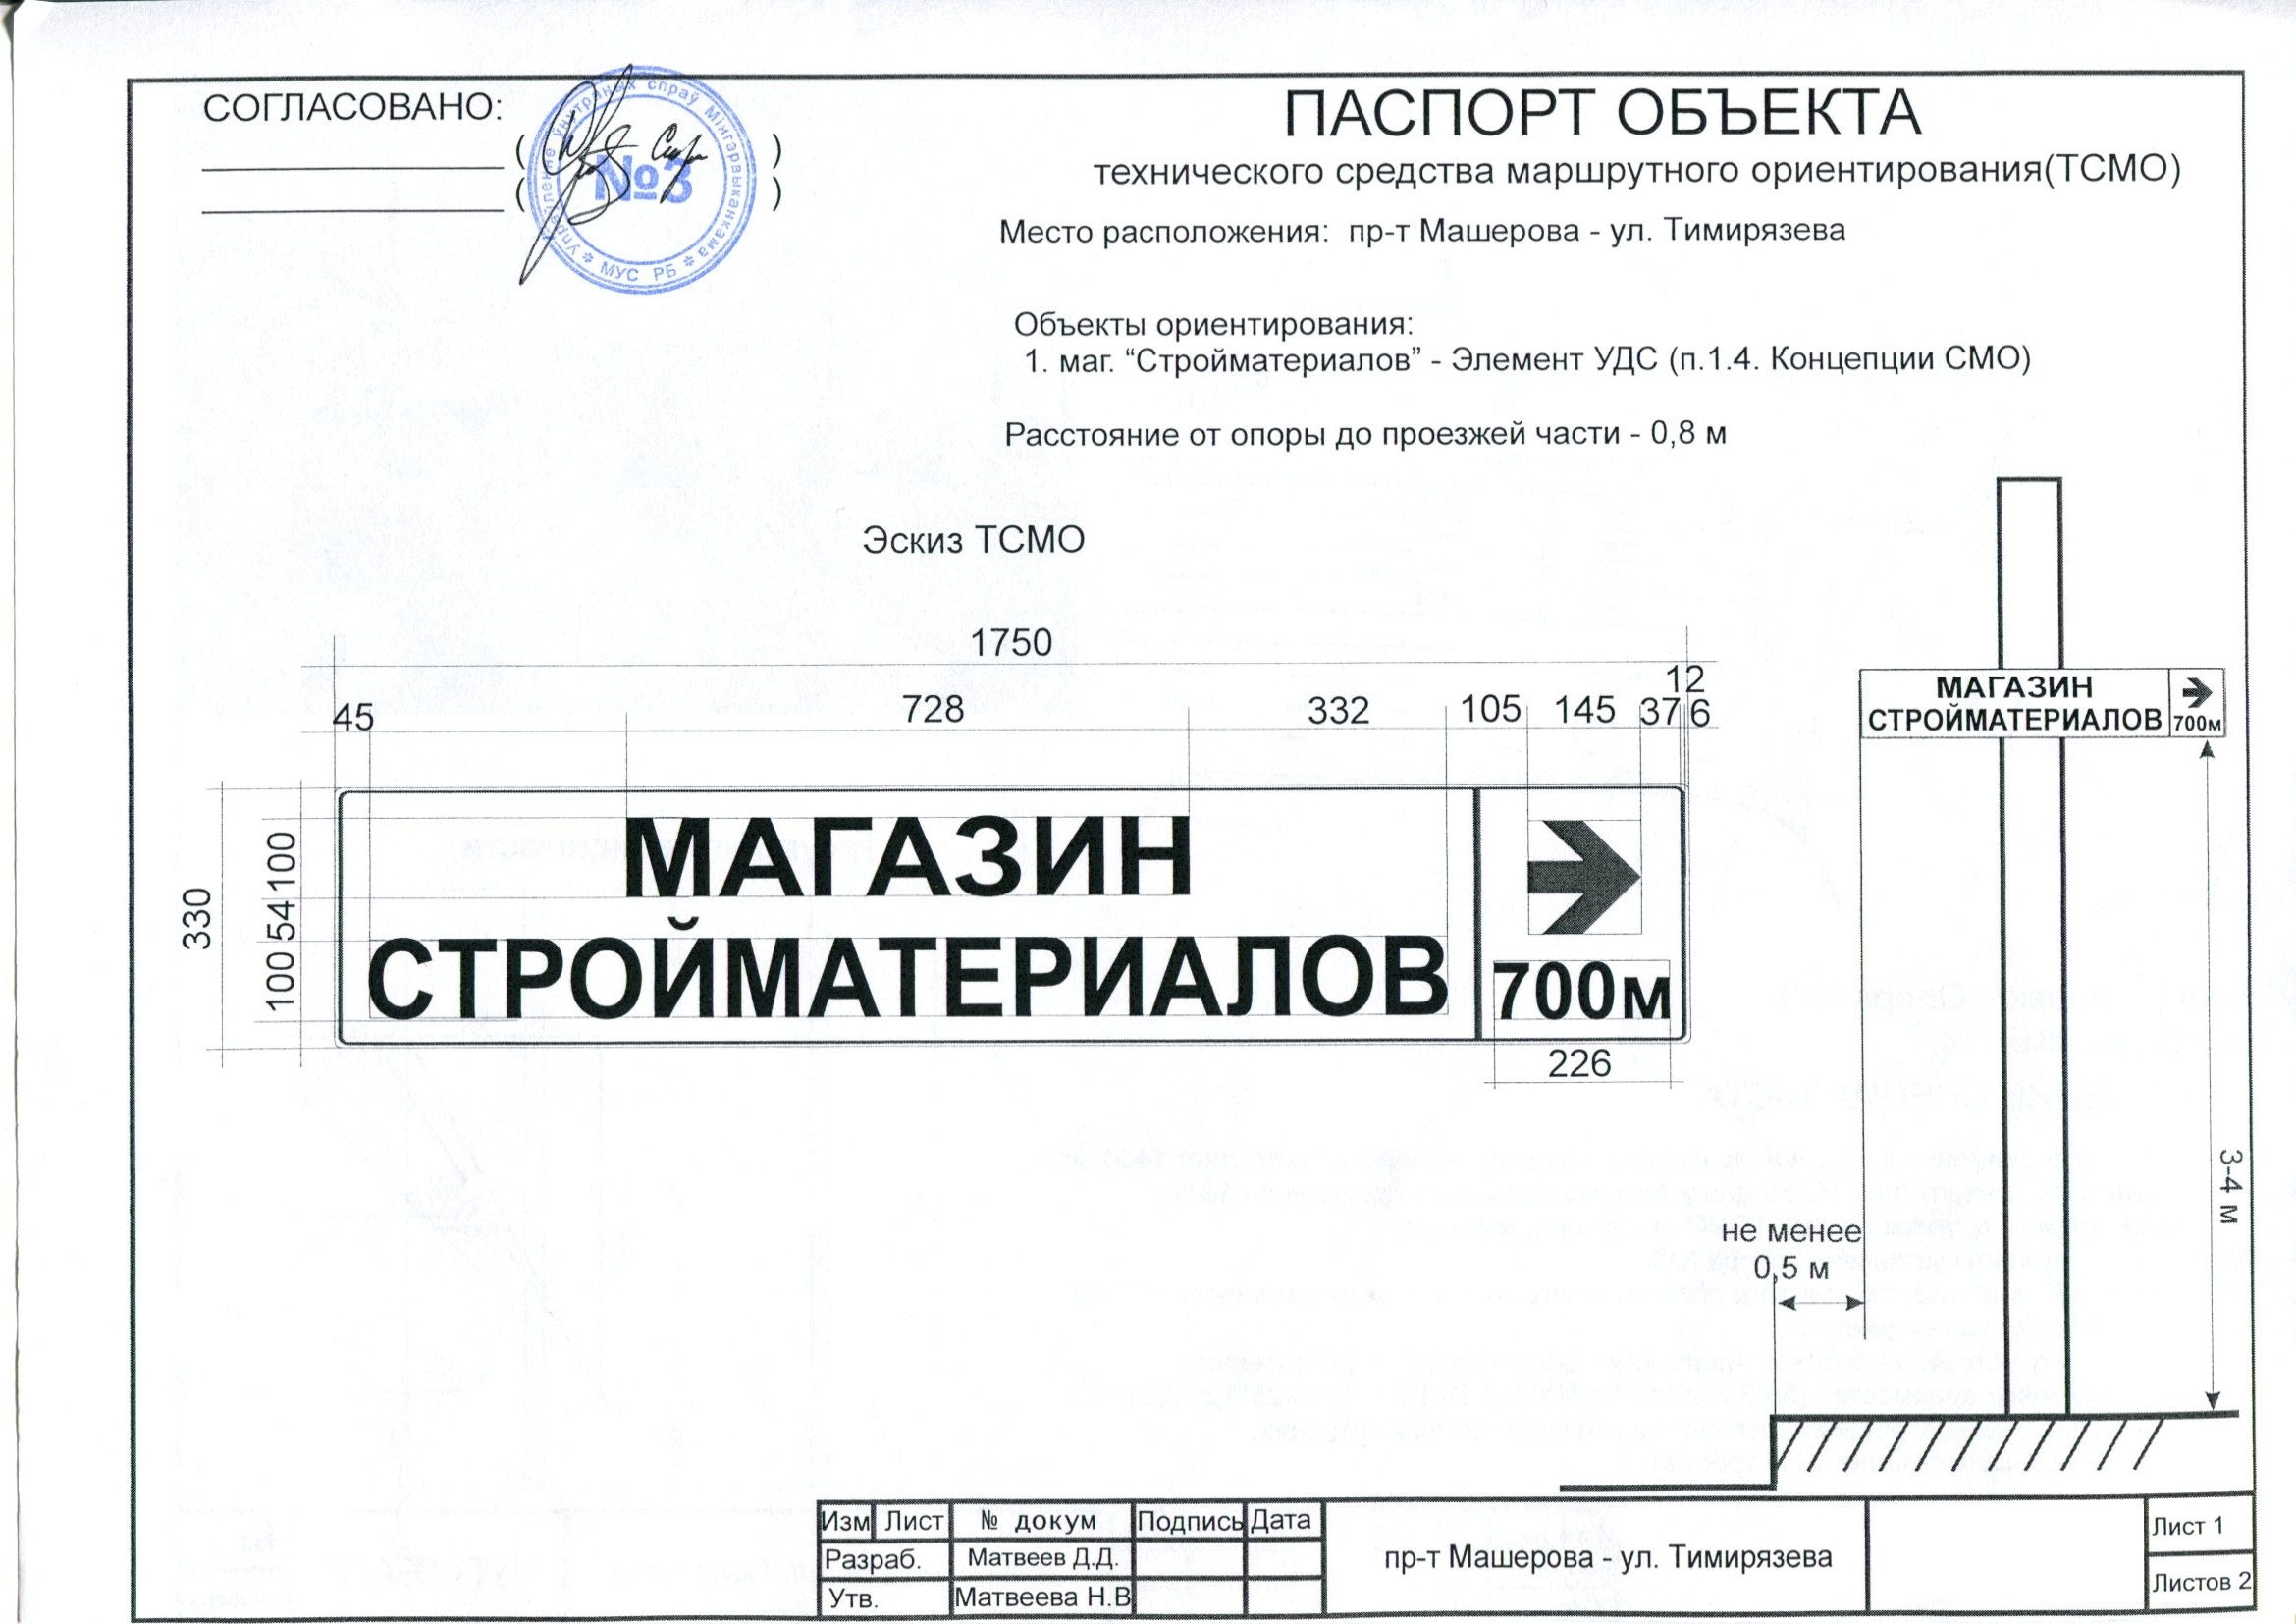 СОГЛАСОВАНО:
( )
( )
Упраўленне ўнутраных спраў Мінгарвыканкама
* МУС РБ *
№3
ПАСПОРТ ОБЪЕКТА
технического средства маршрутного ориентирования(ТСМО)
Место расположения: пр-т Машерова - ул. Тимирязева
Объекты ориентирования:
1. маг. “Стройматериалов” - Элемент УДС (п.1.4. Концепции СМО)
Расстояние от опоры до проезжей части - 0,8 м
Эскиз ТСМО
1750
12
45 728 332 105 145 37 6
330
100 54 100
МАГАЗИН
СТРОЙМАТЕРИАЛОВ
700м
226
МАГАЗИН
СТРОЙМАТЕРИАЛОВ
700м
3-4 м
не менее
0,5 м
Изм Лист № докум Подпись Дата
Разраб. Матвеев Д.Д.
Утв. Матвеева Н.В
пр-т Машерова - ул. Тимирязева
Лист 1
Листов 2